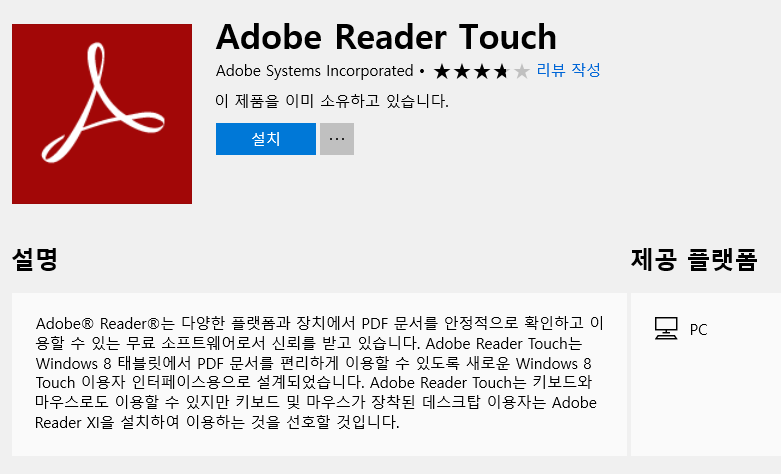 Adobe Reader Touch
Adobe Systems Incorporated • 리뷰 작성
이 제품을 이미 소유하고 있습니다.
설치 ···
설명
제공 플랫폼
Adobe® Reader®는 다양한 플랫폼과 장치에서 PDF 문서를 안정적으로 확인하고 이
용할 수 있는 무료 소프트웨어로서 신뢰를 받고 있습니다. Adobe Reader Touch는
Windows 8 태블릿에서 PDF 문서를 편리하게 이용할 수 있도록 새로운 Windows 8
Touch 이용자 인터페이스용으로 설계되었습니다. Adobe Reader Touch는 키보드와
마우스로도 이용할 수 있지만 키보드 및 마우스가 장착된 데스크탑 이용자는 Adobe
Reader XI을 설치하여 이용하는 것을 선호할 것입니다.
PC